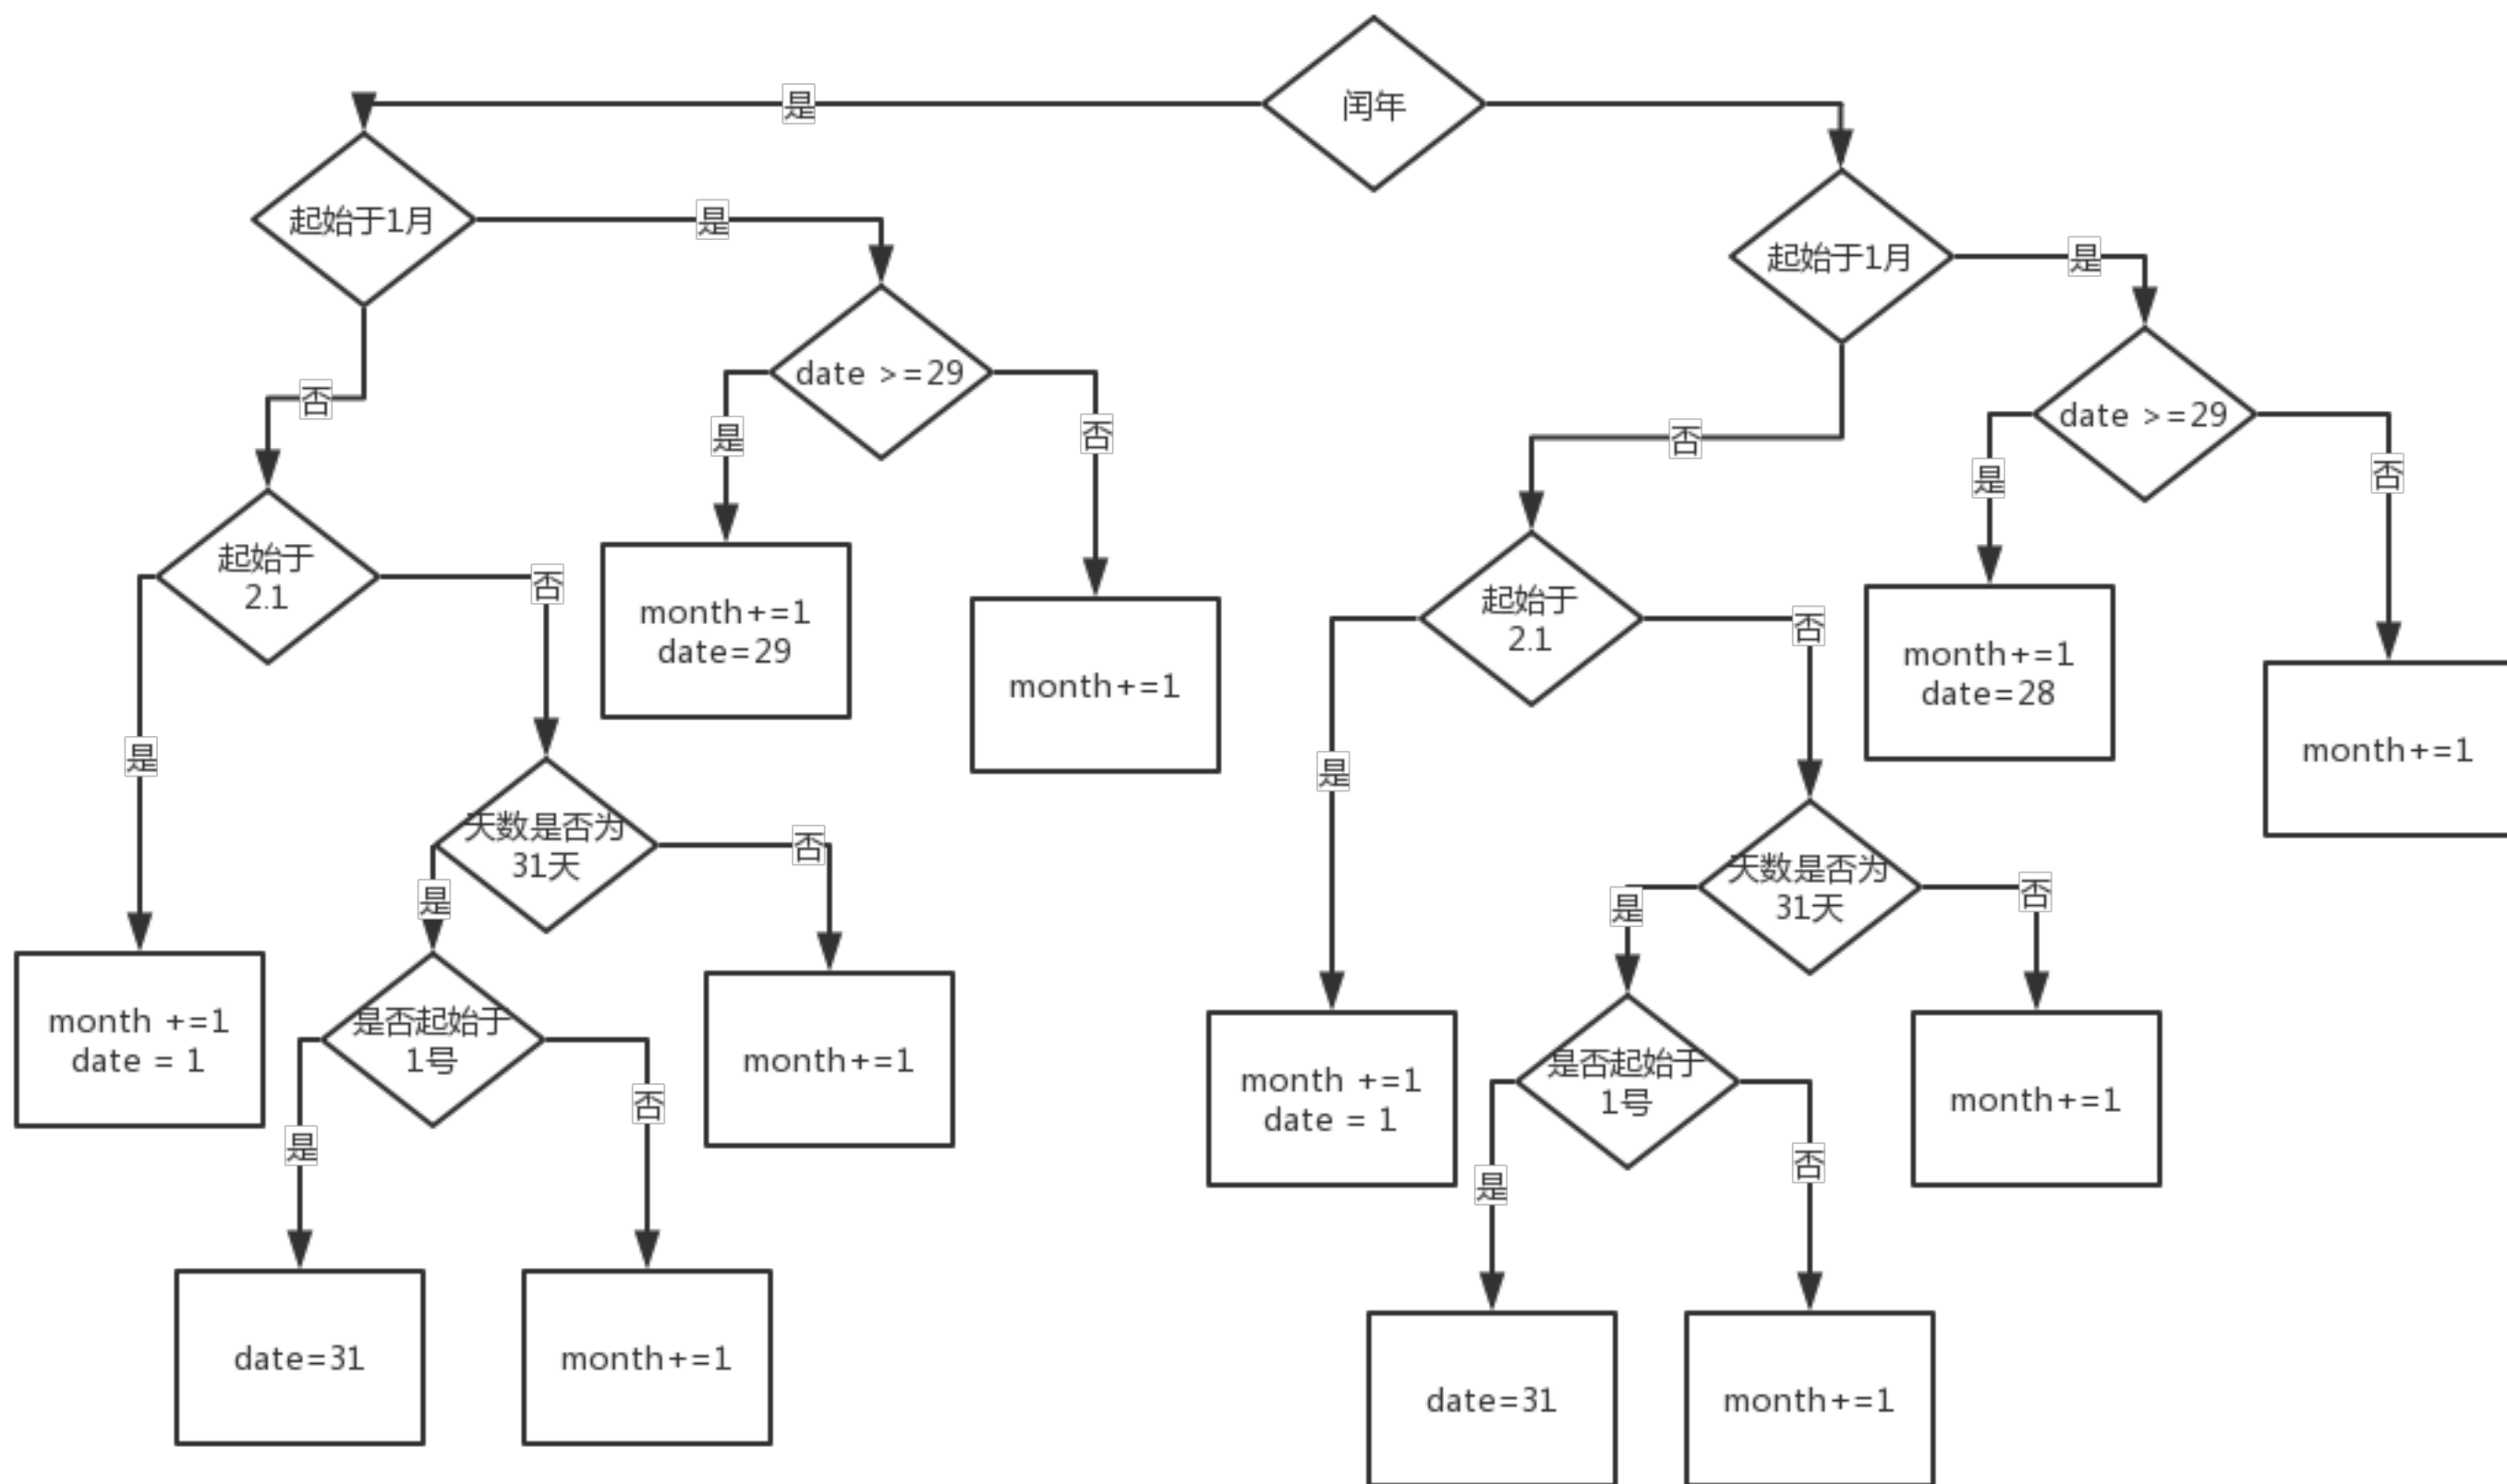 闰年
是
起始于1月
是
起始于1月
是
date >=29
date >=29
否
是
否
否
是
否
起始于
2.1
否
month+=1
date=29
month+=1
起始于
2.1
否
month+=1
date=28
month+=1
是
天数是否为
31天
否
是
是
天数是否为
31天
否
是
month +=1
date = 1
是否起始于
1号
month+=1
是
否
month +=1
date = 1
是否起始于
1号
month+=1
是
否
date=31
month+=1
date=31
month+=1